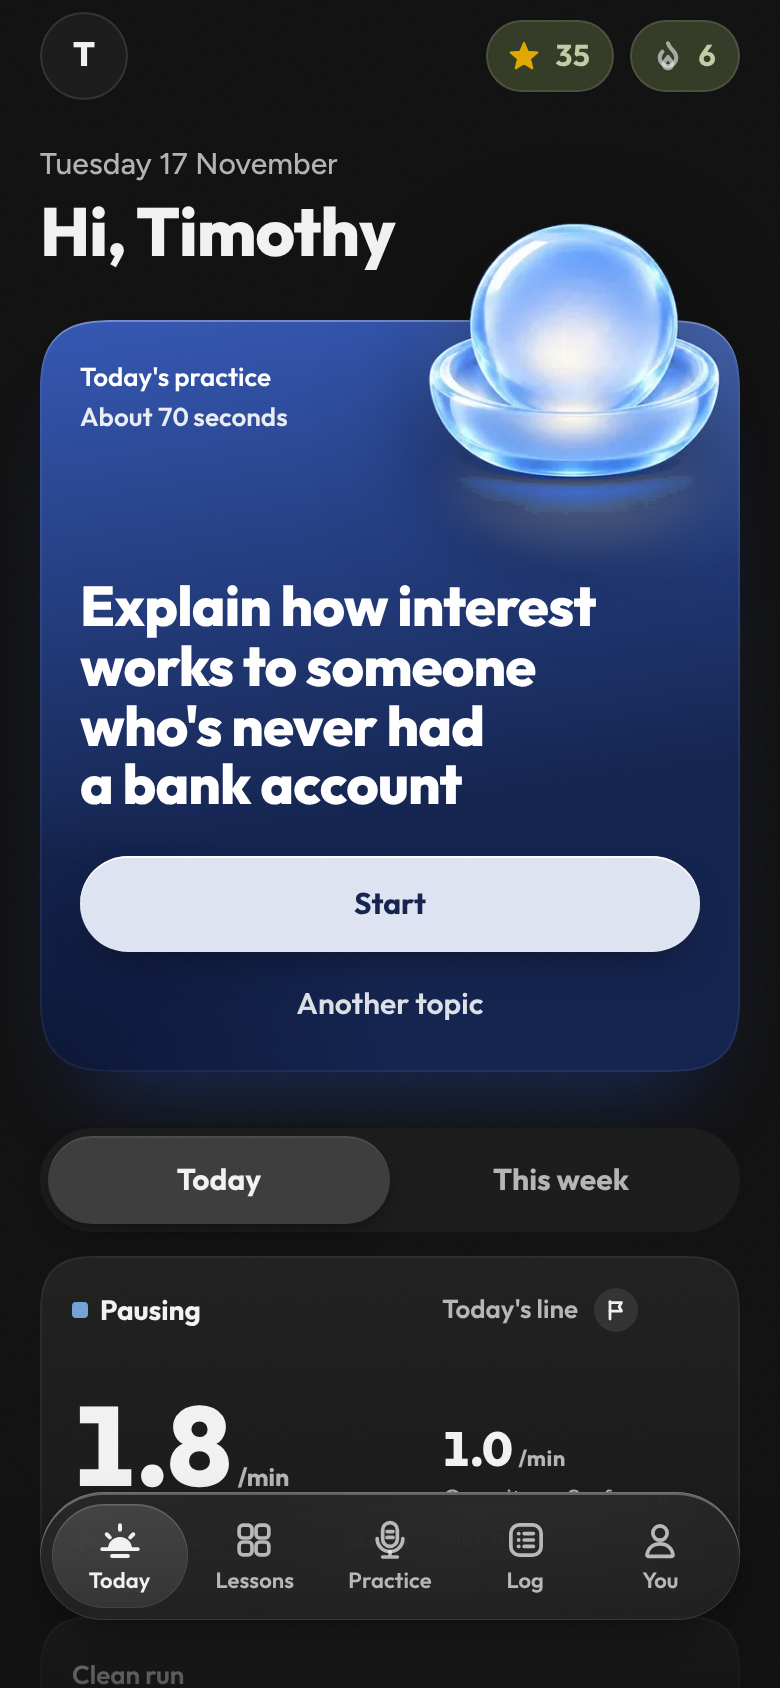 T
35
6
Tuesday 17 November
Hi, Timothy
Today's practice
About 70 seconds
Explain how interest
works to someone
who's never had
a bank account
Start
Another topic
Today
This week
Pausing
Today's line
1.8 /min
1.0 /min
Today
Lessons
Practice
Log
You
Clean run